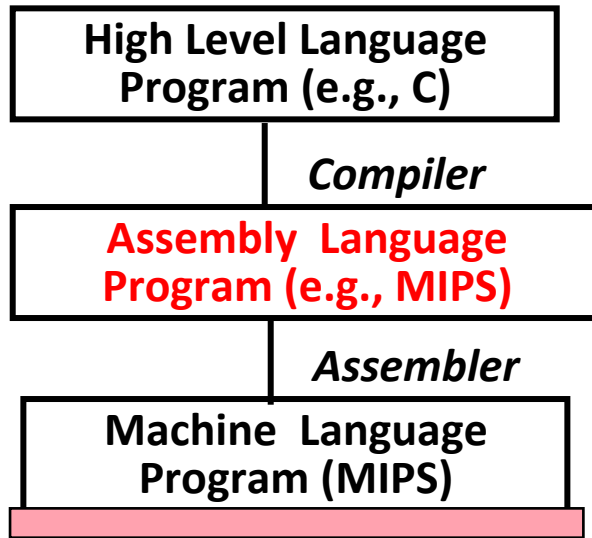 High Level Language
Program (e.g., C)
Compiler
Assembly Language
Program (e.g., MIPS)
Assembler
Machine Language
Program (MIPS)